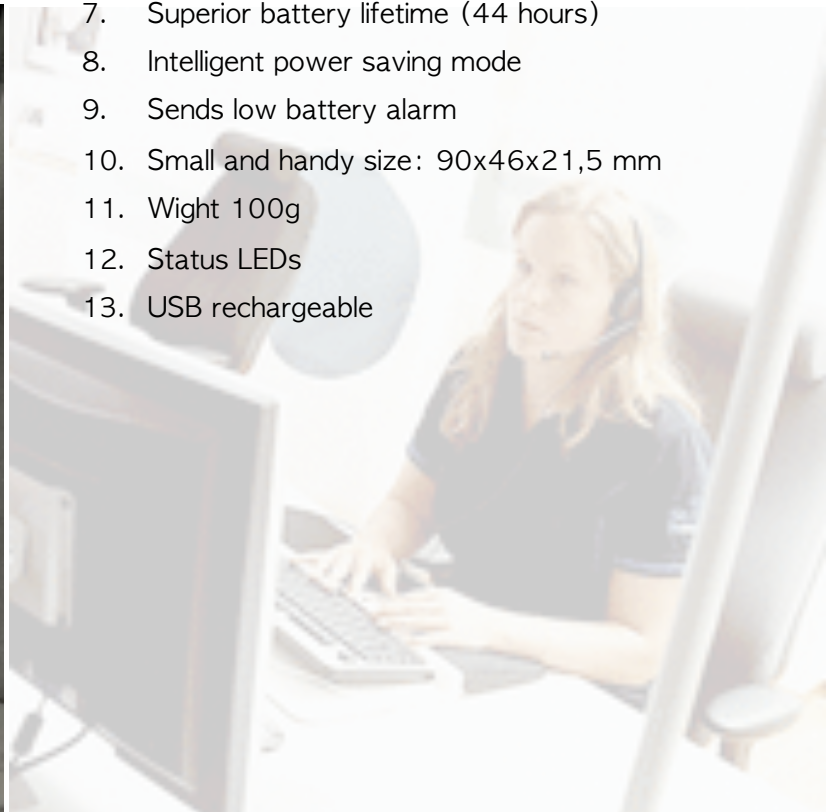 7. Superior battery lifetime (44 hours)
8. Intelligent power saving mode
9. Sends low battery alarm
10. Small and handy size: 90x46x21,5 mm
11. Wight 100g
12. Status LEDs
13. USB rechargeable